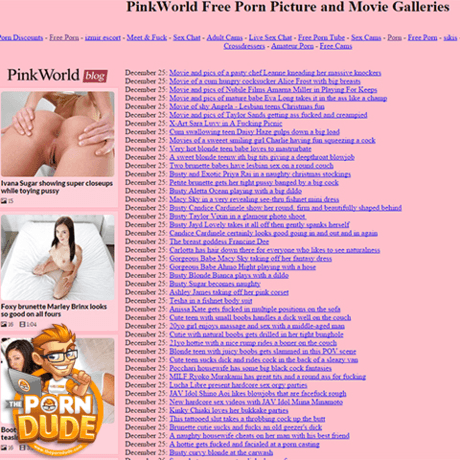 PinkWorld Free Porn Picture and Movie Galleries
Porn Discounts - Free Porn - izmir escort - Meet & Fuck - Sex Chat - Adult Cams - Live Sex Chat - Free Porn Tube - Sex Cams - Porn - Free Porn - sikis
Crossdressers - Amateur Porn - Free Cams
PinkWorld blog
Ivana Sugar showing super closeups while toying pussy
15
Foxy brunette Marley Brinx looks so good on all fours
16 1:04
THE PORN DUDE
December 25: Movie and pics of a pasty chef Leanne kneading her massive knockers
December 25: Movie of a cum hungry cocksucker Alice Frost with big breasts
December 25: Movie and pics of Nubile Films Amarna Miller in Playing For Keeps
December 25: Movie and pics of mature babe Eva Long takes it in the ass like a champ
December 25: Movie of shy Angela - Lesbian teens Christmas fun
December 25: Movie and pics of Taylor Sands getting ass fucked and creampied
December 25: X-Art Sara Luvv in A Fucking Picnic
December 25: Cum swallowing teen Daisy Haze gulps down a big load
December 25: Movies of a sweet smiling girl Charlie having fun squeezing a cock
December 25: Very hot blonde teen babe loves to masturbate
December 25: A sweet blonde teen with big tits giving a deepthroat blowjob
December 25: Two brunette babes have lesbian sex on a round couch
December 25: Busty and Exotic Priya Rai in a naughty christmas stockings
December 25: Petite brunette gets her tight pussy banged by a big cock
December 25: Busty Aletta Ocean playing with a big dildo
December 25: Macy Sky in a very revealing see-thru fishnet mini dress
December 25: Busty Candice Cardinele show her round, firm and beautifully shaped behind
December 25: Busty Taylor Vixen in a glamour photo shoot
December 25: Busty Jayd Lovely takes it all off then gently spanks herself
December 25: Candice Cardinele certainly looks good going in and out and in again
December 25: The breast goddess Francine Dee
December 25: Carlotta has hair down there for everyone who likes to see naturalness
December 25: Gorgeous Babe Macy Sky taking off her fantasy dress
December 25: Gorgeous Babe Ahmo Hight playing with a hose
December 25: Busty Blonde Bianca plays with a dildo
December 25: Busty Sugar becomes naughty
December 25: Ashley James taking off her pink corset
December 25: Tesha in a fishnet body suit
December 25: Anissa Kate gets fucked in multiple positions on the sofa
December 25: Cute teen with small boobs handles a dick well on the couch
December 25: 20yo girl enjoys massage and sex with a middle-aged man
December 25: Cutie with natural boobs gets drilled in her tight bunghole
December 25: 21yo hottie with a nice rump rides a boner on the couch
December 25: Blonde teen with juicy boobs gets slammed in this POV scene
December 25: Cute teen sucks dick and rides cock in the back of a sleazy van
December 25: Pocchari housewife has some big black cock fantasies
December 25: MILF Ryoko Murakami has great tits and a round ass for fucking
December 25: Lucha Libre present hardcore sex orgy parties
December 25: JAV Idol Shino Aoi likes blowjobs that are facefuck rough
December 25: New hardcore sex videos with JAV Idol Muna Minamoto
December 25: Kinky Chiaki loves her bukkake parties
December 25: This tattooed slut takes a throbbing cock up the butt
December 25: Brunette cutie sucks and fucks an old geezer's dick
December 25: A naughty housewife cheats on her man with his best friend
December 25: A hottie gets fucked and facialed at a porn casting
December 25: Busty curvy blonde at the carwash